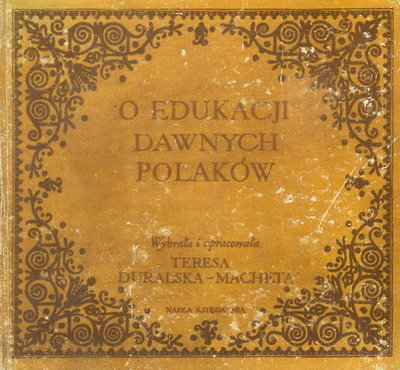 O EDUKACJI
DAWNYCH
POLAKÓW
Wybrała i opracowała
TERESA
DURALSKA-MACHETA
NASZA KSIĘGARNIA